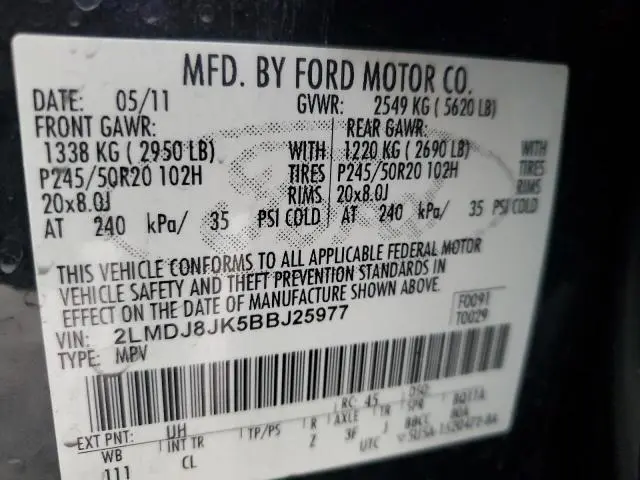 MFD. BY FORD MOTOR CO.
DATE: 05/11 GVWR: 2549 KG ( 5620 LB)
FRONT GAWR: REAR GAWR:
1338 KG ( 2950 LB) WITH 1220 KG ( 2690 LB) WITH
P245/50R20 102H TIRES P245/50R20 102H TIRES
20x8.0J RIMS 20x8.0J RIMS
AT 240 kPa/ 35 PSI COLD AT 240 kPa/ 35 PSI COLD
THIS VEHICLE CONFORMS TO ALL APPLICABLE FEDERAL MOTOR
VEHICLE SAFETY AND THEFT PREVENTION STANDARDS IN
EFFECT ON THE DATE OF MANUFACTURE SHOWN ABOVE.
VIN: 2LMDJ8JK5BBJ25977 F0091
TYPE: MPV T0029
EXT PNT: UH RC: 45 DSO:
WB INT TR TP/PS R AXLE TR SPR
111 CL Z 3F J BBCC
UTC